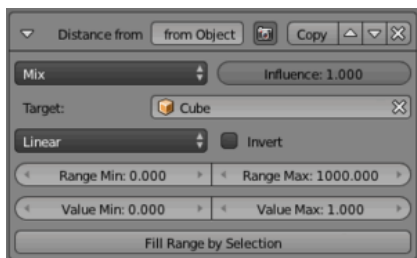 Distance from from Object Copy
Mix Influence: 1.000
Target: Cube
Linear Invert
Range Min: 0.000 Range Max: 1000.000
Value Min: 0.000 Value Max: 1.000
Fill Range by Selection